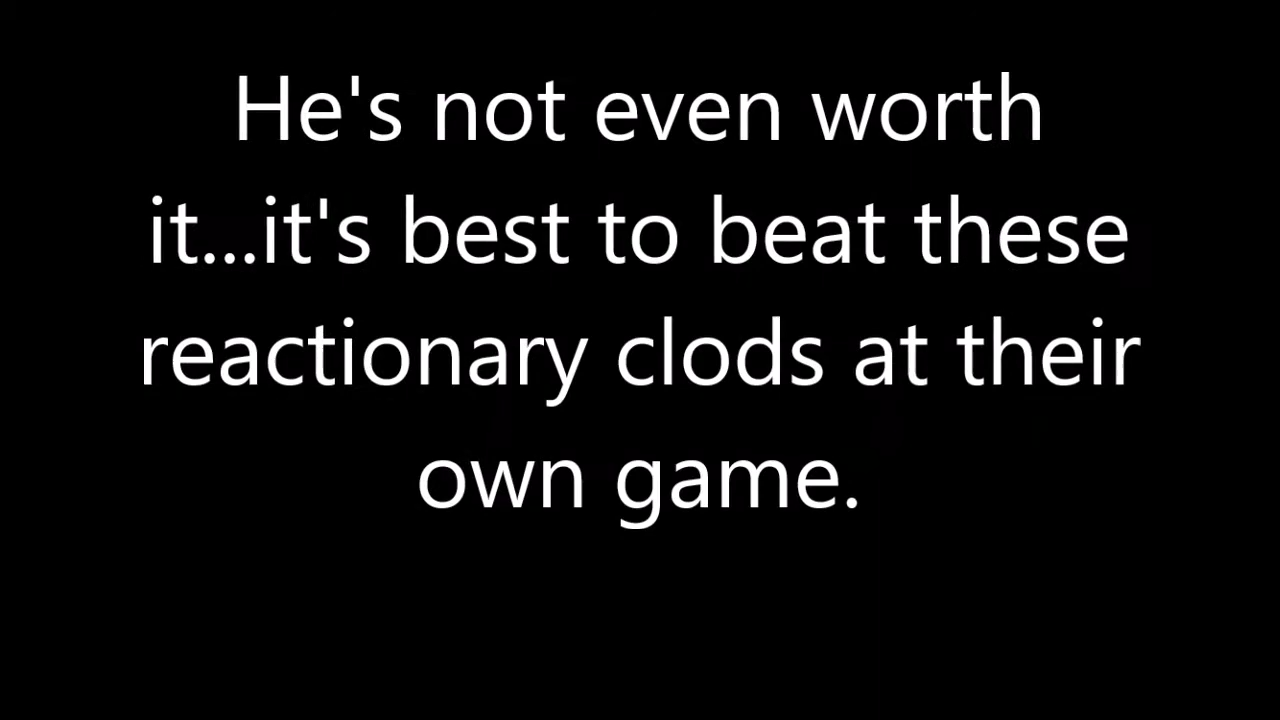 He's not even worth
it...it's best to beat these
reactionary clods at their
own game.